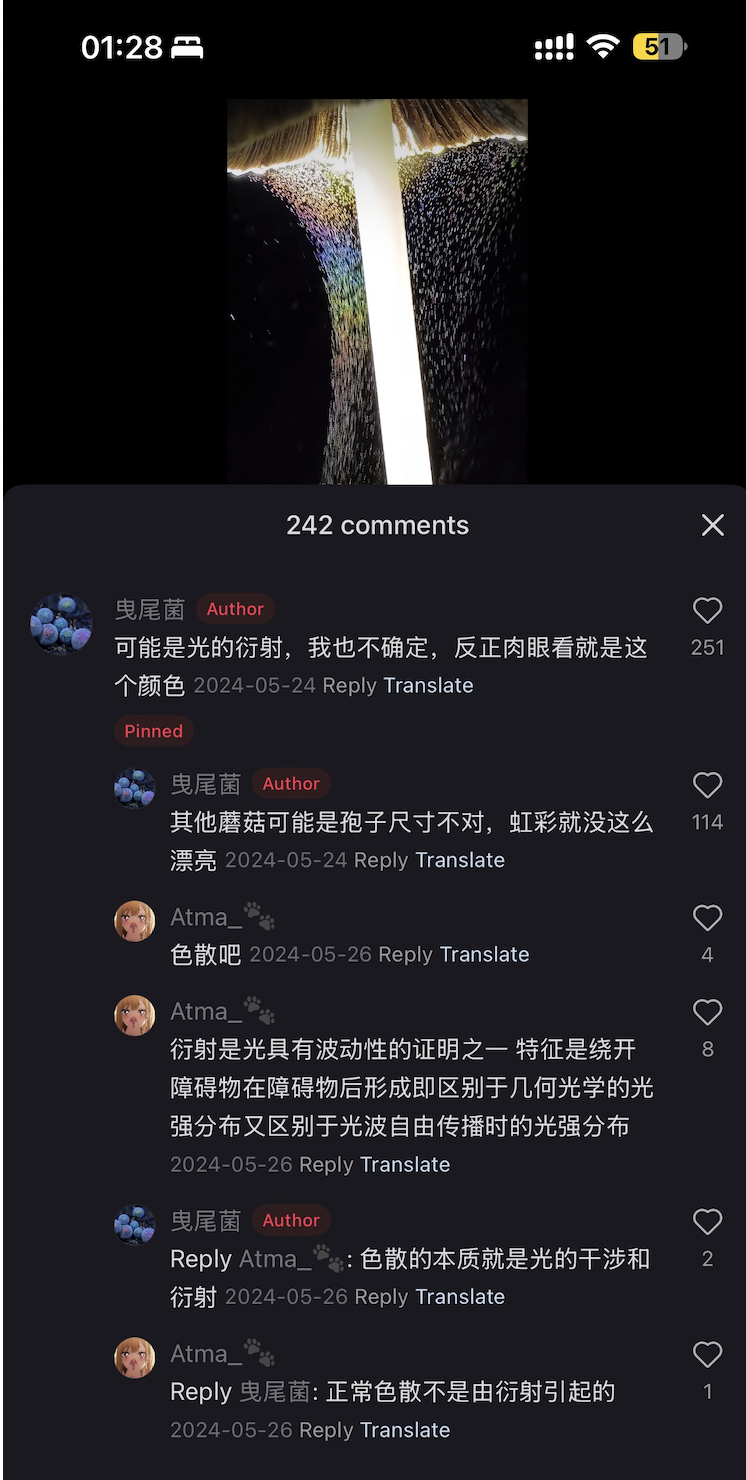 01:28
51
242 comments
曳尾菌 Author
可能是光的衍射，我也不确定，反正肉眼看就是这
个颜色 2024-05-24 Reply Translate
251
Pinned
曳尾菌 Author
其他蘑菇可能是孢子尺寸不对，虹彩就没这么
漂亮 2024-05-24 Reply Translate
114
Atma_🐾
色散吧 2024-05-26 Reply Translate
4
Atma_🐾
衍射是光具有波动性的证明之一 特征是绕开
障碍物在障碍物后形成即区别于几何光学的光
强分布又区别于光波自由传播时的光强分布
2024-05-26 Reply Translate
8
曳尾菌 Author
Reply Atma_🐾: 色散的本质就是光的干涉和
衍射 2024-05-26 Reply Translate
2
Atma_🐾
Reply 曳尾菌: 正常色散不是由衍射引起的
2024-05-26 Reply Translate
1